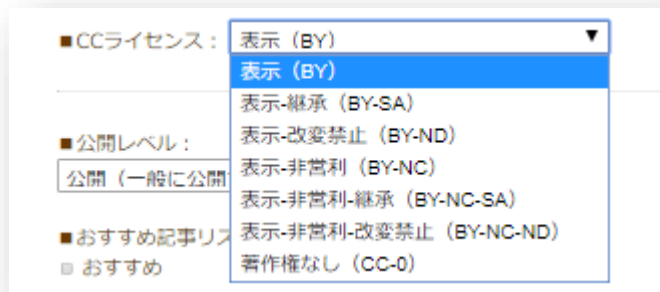 ■CCライセンス： 表示（BY） ▼
表示（BY）
表示-継承（BY-SA）
表示-改変禁止（BY-ND）
■公開レベル：
表示-非営利（BY-NC）
公開（一般に公開
表示-非営利-継承（BY-NC-SA）
■おすすめ記事リス
表示-非営利-改変禁止（BY-NC-ND）
おすすめ
著作権なし（CC-0）